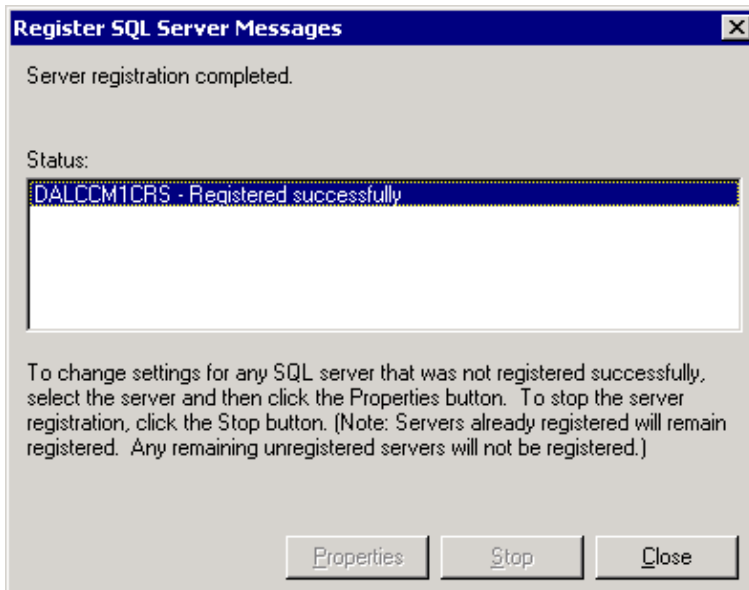 Register SQL Server Messages
Server registration completed.
Status:
DALCCM1CRS - Registered successfully
To change settings for any SQL server that was not registered successfully,
select the server and then click the Properties button.  To stop the server
registration, click the Stop button. (Note: Servers already registered will remain
registered.  Any remaining unregistered servers will not be registered.)
Properties Stop Close